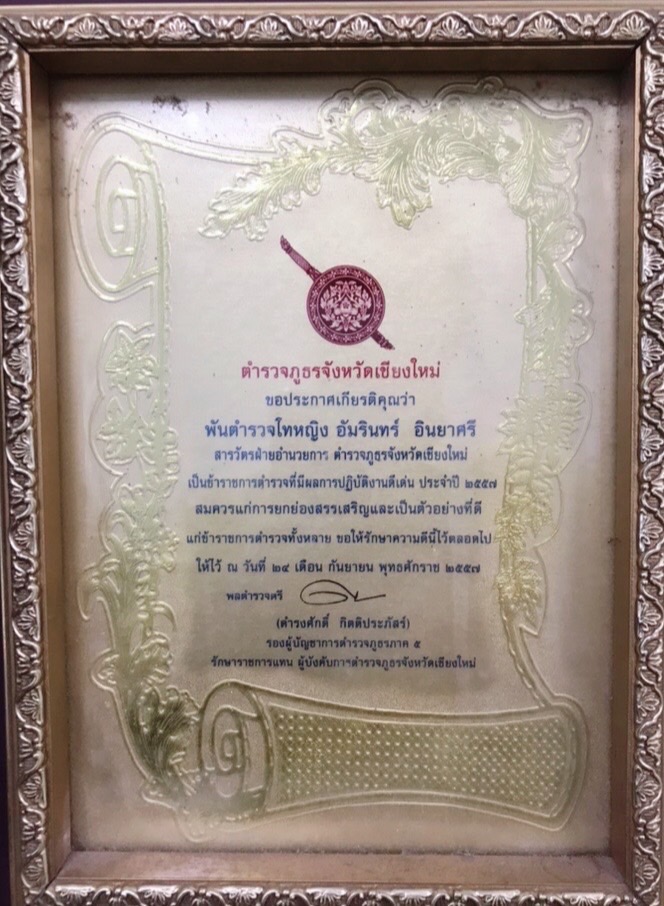 ตำรวจภูธรจังหวัดเชียงใหม่
ขอประกาศเกียรติคุณว่า
พันตำรวจโทหญิง อัมรินทร์ อินยาศรี
สารวัตรฝ่ายอำนวยการ ตำรวจภูธรจังหวัดเชียงใหม่
เป็นข้าราชการตำรวจที่มีผลการปฏิบัติงานดีเด่น ประจำปี ๒๕๕๗
สมควรแก่การยกย่องสรรเสริญและเป็นตัวอย่างที่ดี
แก่ข้าราชการตำรวจทั้งหลาย ขอให้รักษาความดีนี้ไว้ตลอดไป
ให้ไว้ ณ วันที่ ๒๔ เดือน กันยายน พุทธศักราช ๒๕๕๗
พลตำรวจตรี
(ดำรงศักดิ์ กิตติประภัสร์)
รองผู้บัญชาการตำรวจภูธรภาค ๕
รักษาราชการแทน ผู้บังคับการตำรวจภูธรจังหวัดเชียงใหม่